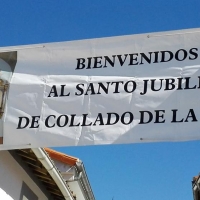 BIENVENIDOS
AL SANTO JUBIL
DE COLLADO DE LA